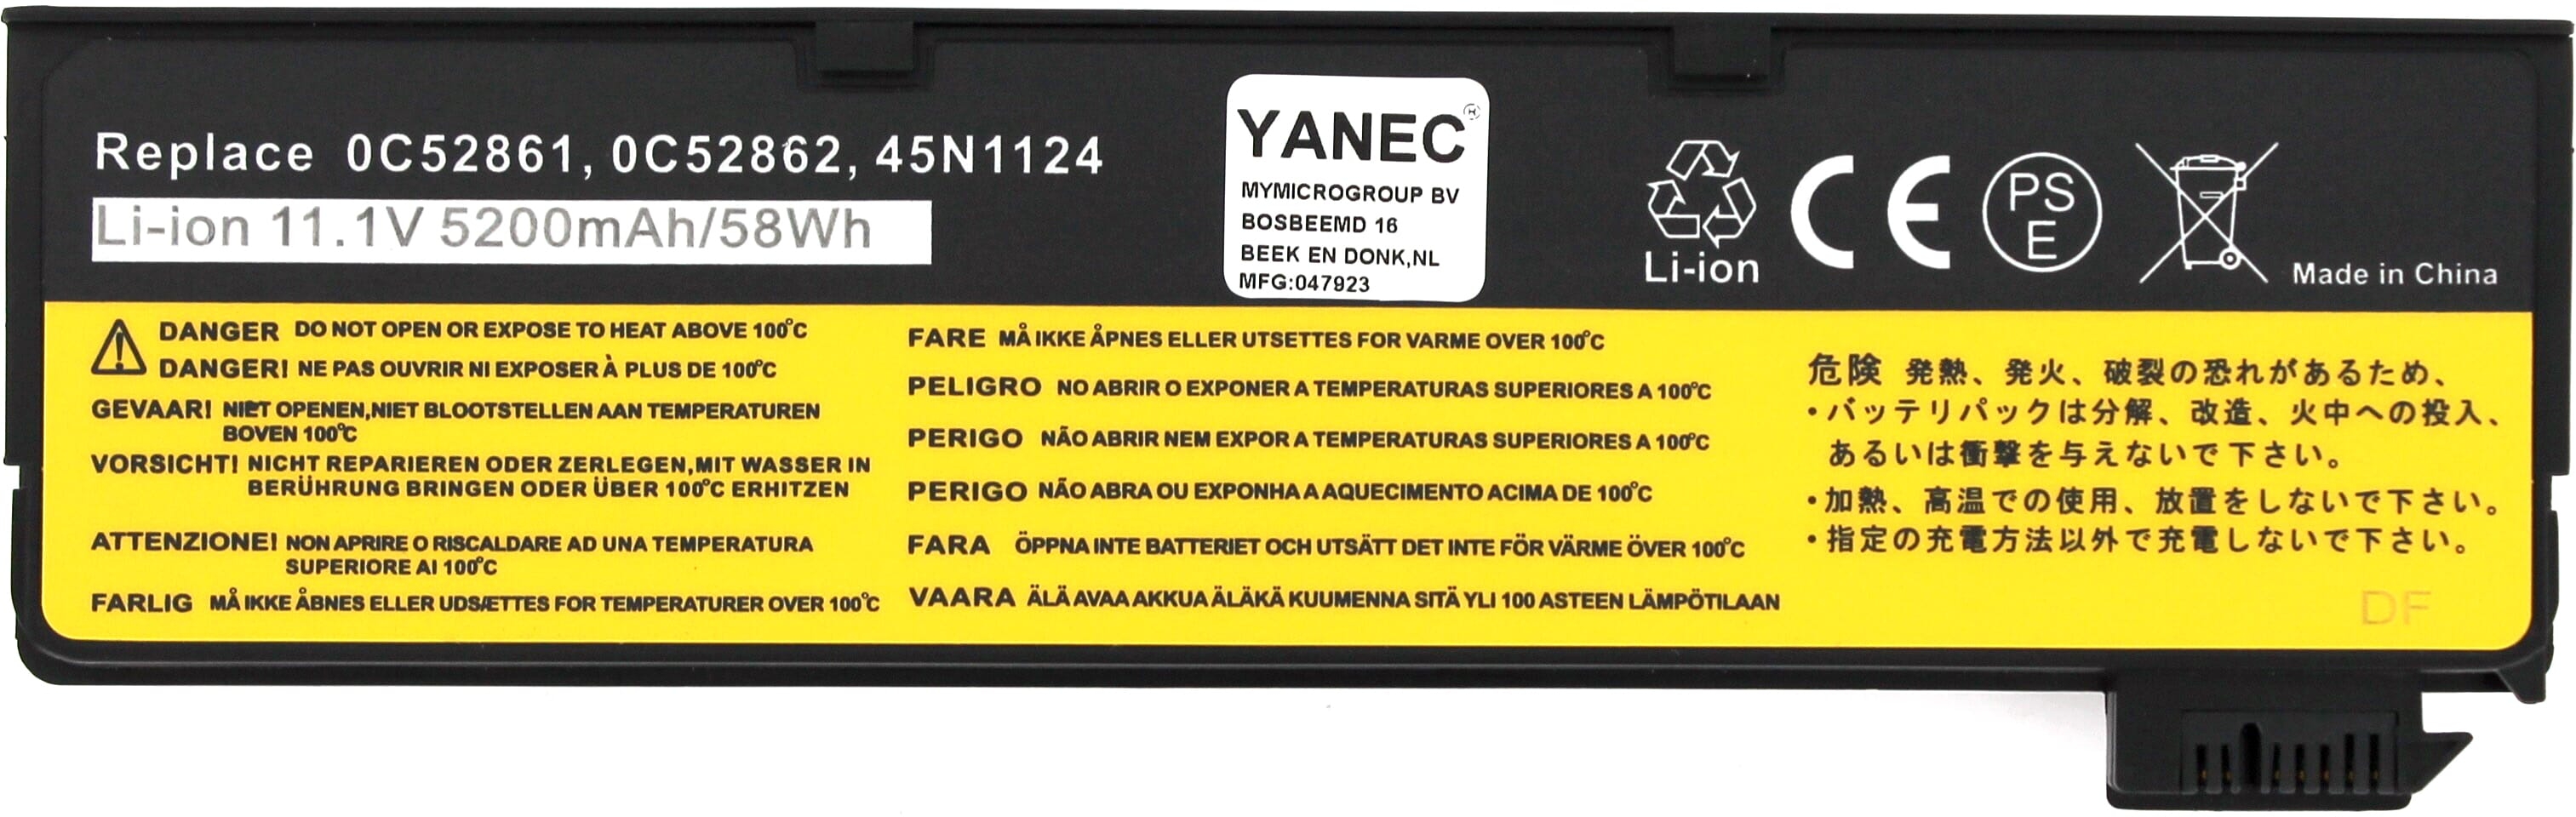 Replace 0C52861, 0C52862, 45N1124
Li-ion 11.1V 5200mAh/58Wh
YANEC®
MYMICROGROUP BV
BOSBEEMD 16
BEEK EN DONK,NL
MFG:047923
Li-ion
CE
PS
E
Made in China
DANGER DO NOT OPEN OR EXPOSE TO HEAT ABOVE 100°C
DANGER! NE PAS OUVRIR NI EXPOSER À PLUS DE 100°C
GEVAAR! NIET OPENEN,NIET BLOOTSTELLEN AAN TEMPERATUREN
BOVEN 100°C
VORSICHT! NICHT REPARIEREN ODER ZERLEGEN,MIT WASSER IN
BERÜHRUNG BRINGEN ODER ÜBER 100°C ERHITZEN
ATTENZIONE! NON APRIRE O RISCALDARE AD UNA TEMPERATURA
SUPERIORE AI 100°C
FARLIG MÅ IKKE ÅBNES ELLER UDSÆTTES FOR TEMPERATURER OVER 100°C
FARE MÅ IKKE ÅPNES ELLER UTSETTES FOR VARME OVER 100°C
PELIGRO NO ABRIR O EXPONER A TEMPERATURAS SUPERIORES A 100°C
PERIGO NÃO ABRIR NEM EXPOR A TEMPERATURAS SUPERIORES A 100°C
PERIGO NÃO ABRA OU EXPONHA A AQUECIMENTO ACIMA DE 100°C
FARA ÖPPNA INTE BATTERIET OCH UTSÄTT DET INTE FÖR VÄRME ÖVER 100°C
VAARA ÄLÄ AVAA AKKUA ÄLÄKÄ KUUMENNA SITÄ YLI 100 ASTEEN LÄMPÖTILAAN
危険 発熱、発火、破裂の恐れがあるため、
・バッテリパックは分解、改造、火中への投入、
あるいは衝撃を与えないで下さい。
・加熱、高温での使用、放置をしないで下さい。
・指定の充電方法以外で充電しないで下さい。
DF